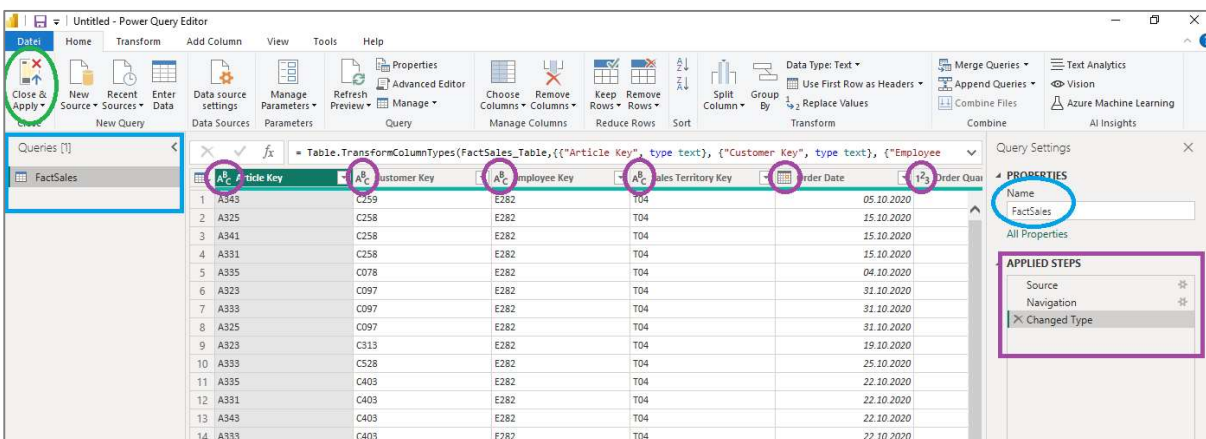 Untitled - Power Query Editor
Datei Home Transform Add Column View Tools Help
Close & Apply
Close
New Source
Recent Sources
Enter Data
New Query
Data source settings
Data Sources
Manage Parameters
Parameters
Refresh Preview
Properties
Advanced Editor
Manage
Query
Choose Columns
Remove Columns
Manage Columns
Keep Rows
Remove Rows
Reduce Rows
Sort
Split Column
Group By
Data Type: Text
Use First Row as Headers
Replace Values
Transform
Merge Queries
Append Queries
Combine Files
Combine
Text Analytics
Vision
Azure Machine Learning
AI Insights
Queries [1]
FactSales
fx = Table.TransformColumnTypes(FactSales_Table,{{"Article Key", type text}, {"Customer Key", type text}, {"Employee
ABC Key ABC Key ABC Key ABC Territory Key Date 123 Order
1 A343 C259 E282 T04 05.10.2020
2 A325 C258 E282 T04 15.10.2020
3 A341 C258 E282 T04 15.10.2020
4 A331 C258 E282 T04 15.10.2020
5 A335 C078 E282 T04 04.10.2020
6 A323 C097 E282 T04 31.10.2020
7 A333 C097 E282 T04 31.10.2020
8 A325 C097 E282 T04 31.10.2020
9 A323 C313 E282 T04 19.10.2020
10 A333 C528 E282 T04 25.10.2020
11 A335 C403 E282 T04 22.10.2020
12 A331 C403 E282 T04 22.10.2020
13 A343 C403 E282 T04 22.10.2020
14 A333 C403 E282 T04 22.10.2020
Query Settings
PROPERTIES
Name
FactSales
All Properties
APPLIED STEPS
Source
Navigation
Changed Type